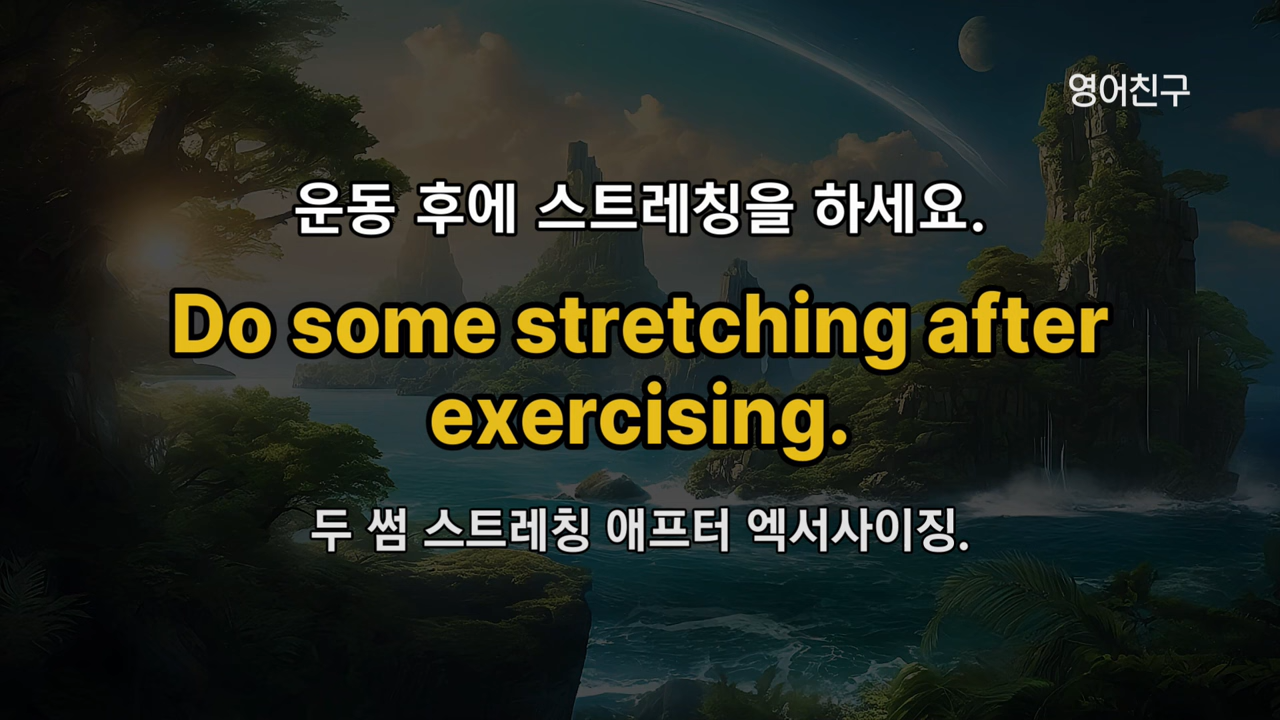 영어친구
운동 후에 스트레칭을 하세요.
Do some stretching after
exercising.
두 썸 스트레칭 애프터 엑서사이징.